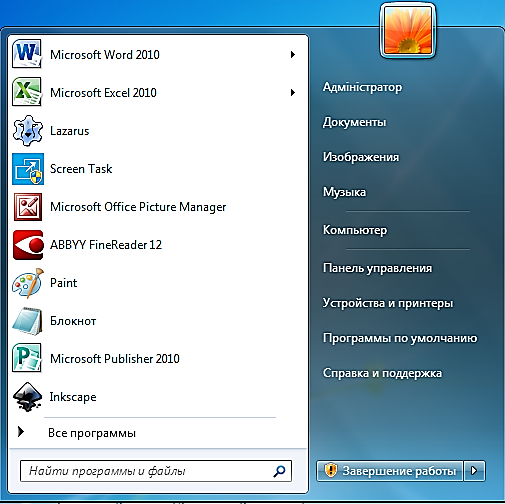 Microsoft Word 2010
Microsoft Excel 2010
Lazarus
Screen Task
Microsoft Office Picture Manager
ABBYY FineReader 12
Paint
Блокнот
Microsoft Publisher 2010
Inkscape
Все программы
Найти программы и файлы
Адміністратор
Документы
Изображения
Музыка
Компьютер
Панель управления
Устройства и принтеры
Программы по умолчанию
Справка и поддержка
Завершение работы